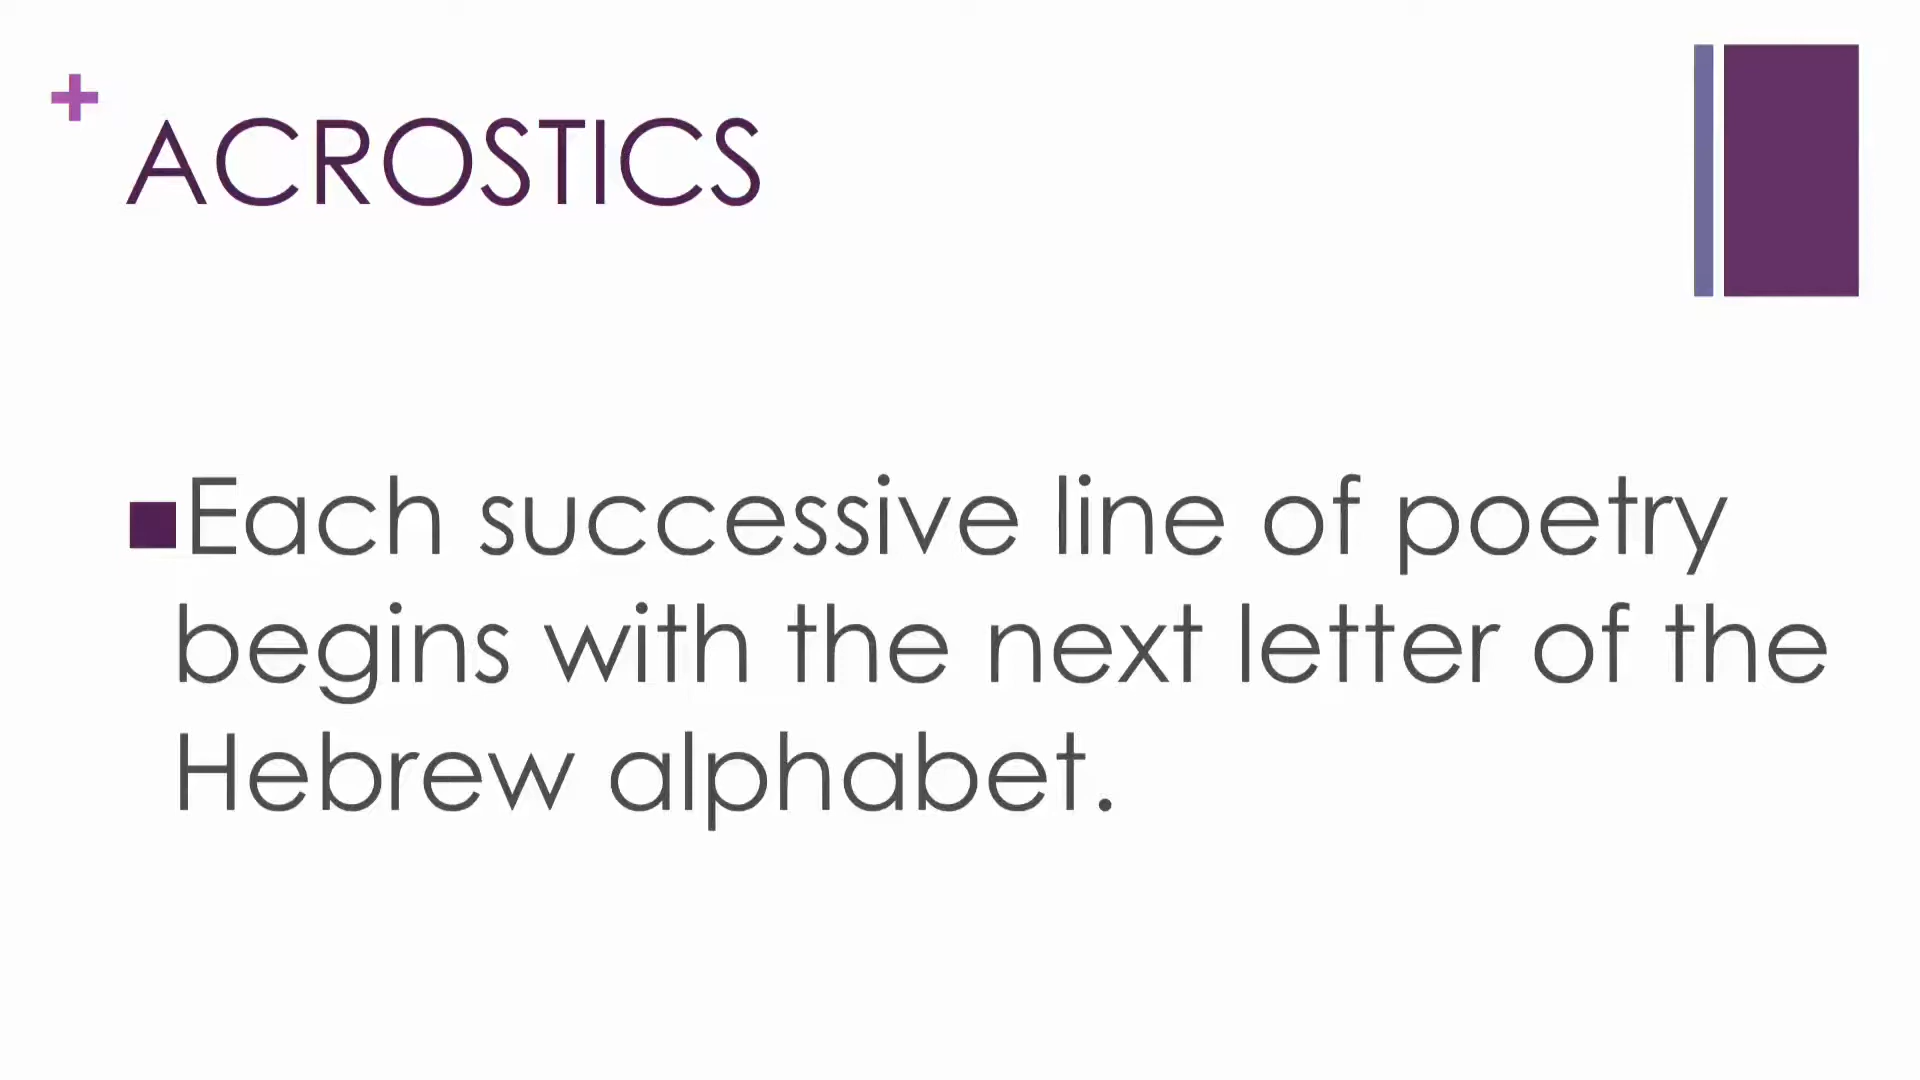 +
ACROSTICS
■Each successive line of poetry
begins with the next letter of the
Hebrew alphabet.